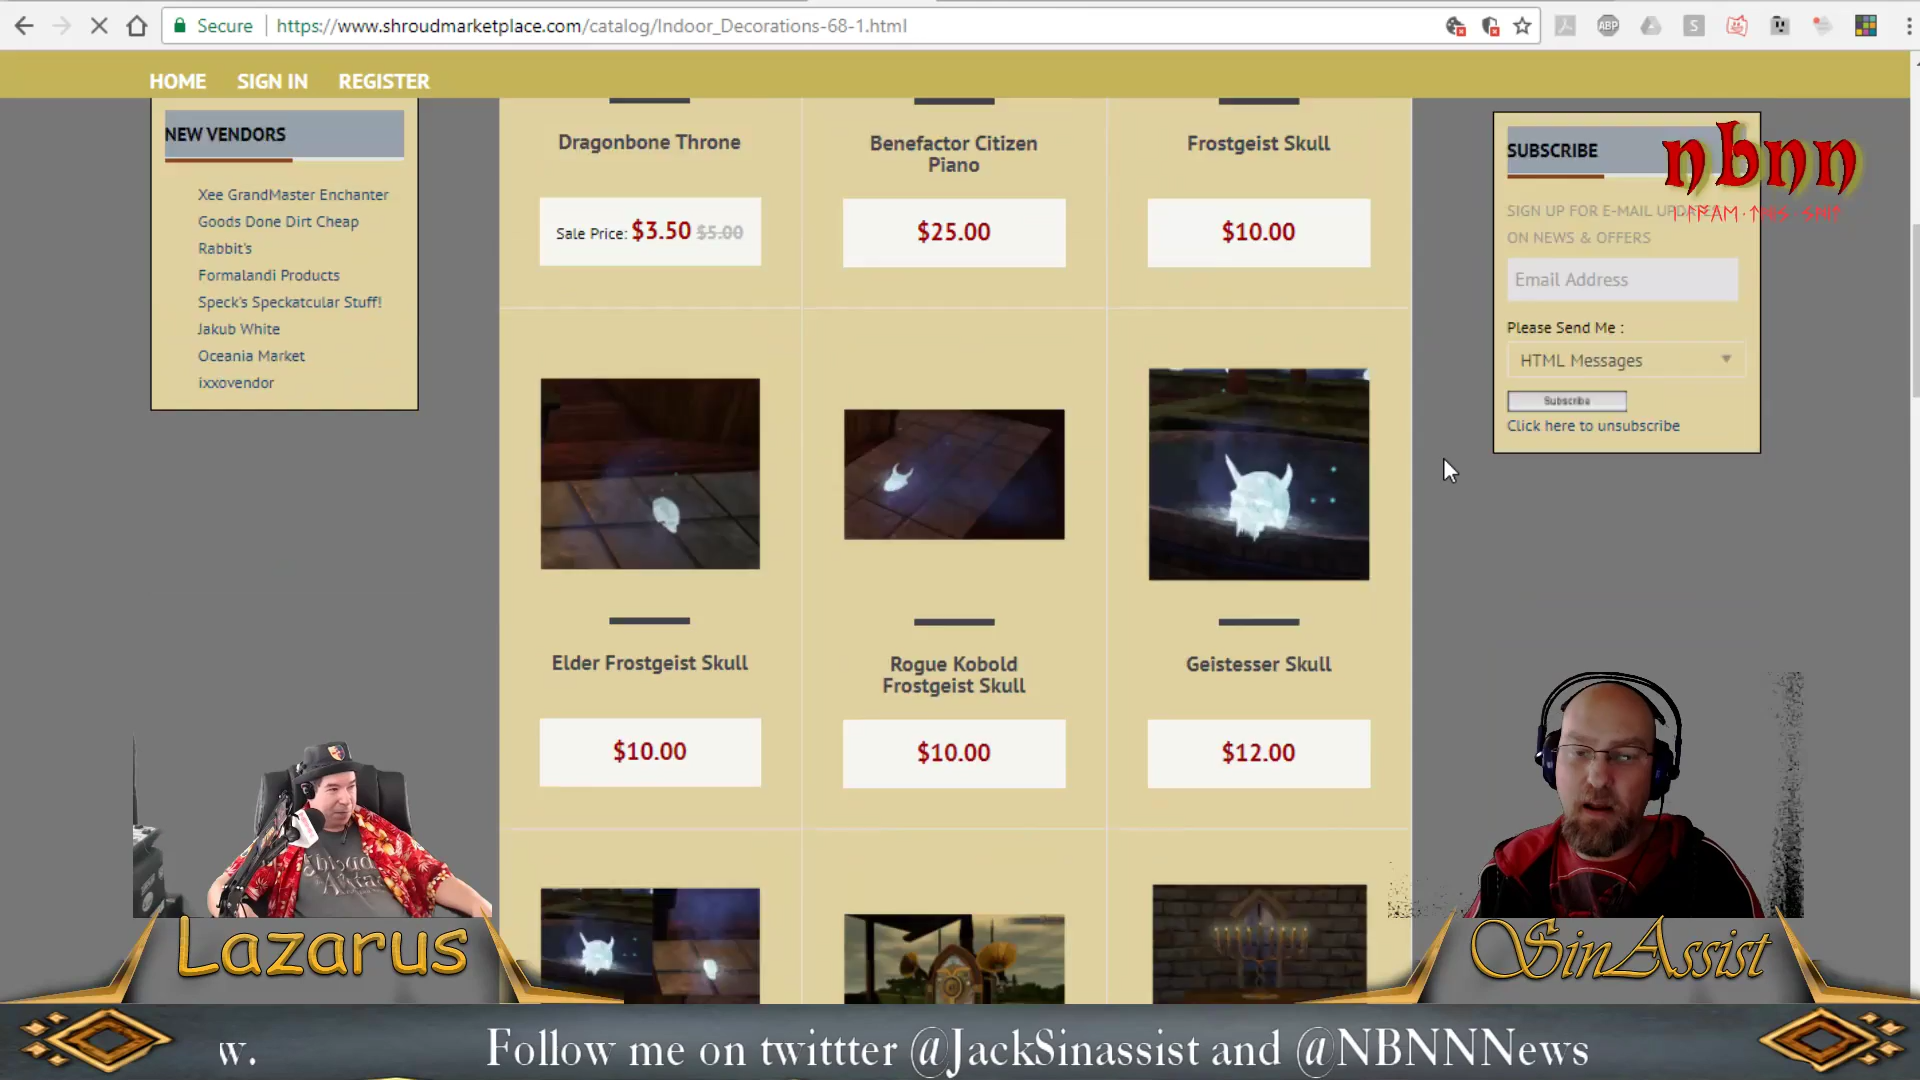 Secure https://www.shroudmarketplace.com/catalog/Indoor_Decorations-68-1.html
ABP
S
HOME SIGN IN REGISTER
NEW VENDORS
Xee GrandMaster Enchanter
Goods Done Dirt Cheap
Rabbit's
Formalandi Products
Speck's Speckatcular Stuff!
Jakub White
Oceania Market
ixxovendor
Dragonbone Throne
Sale Price: $3.50 $5.00
Benefactor Citizen
Piano
$25.00
Frostgeist Skull
$10.00
Elder Frostgeist Skull
$10.00
Rogue Kobold
Frostgeist Skull
$10.00
Geistesser Skull
$12.00
SUBSCRIBE
nbnn
SIGN UP FOR E-MAIL
ON NEWS & OFFERS
Email Address
Please Send Me :
HTML Messages
Subscribe
Click here to unsubscribe
Lazarus
SinAssist
w. Follow me on twittter @JackSinassist and @NBNNNews